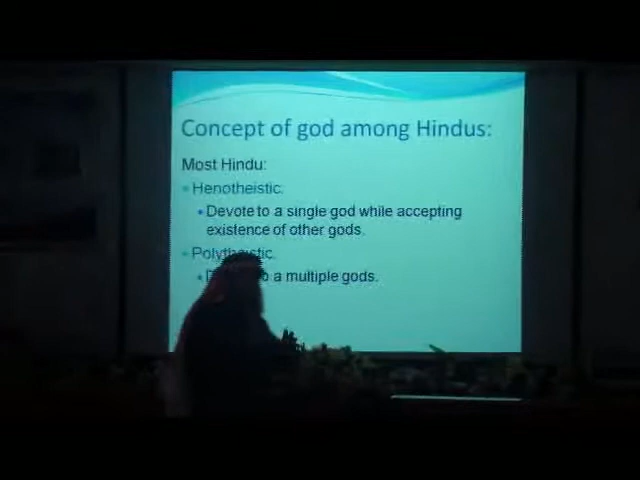 Concept of god among Hindus:
Most Hindu:
• Henotheistic:
• Devote to a single god while accepting
existence of other gods.
• Polytheistic.
• a multiple gods.